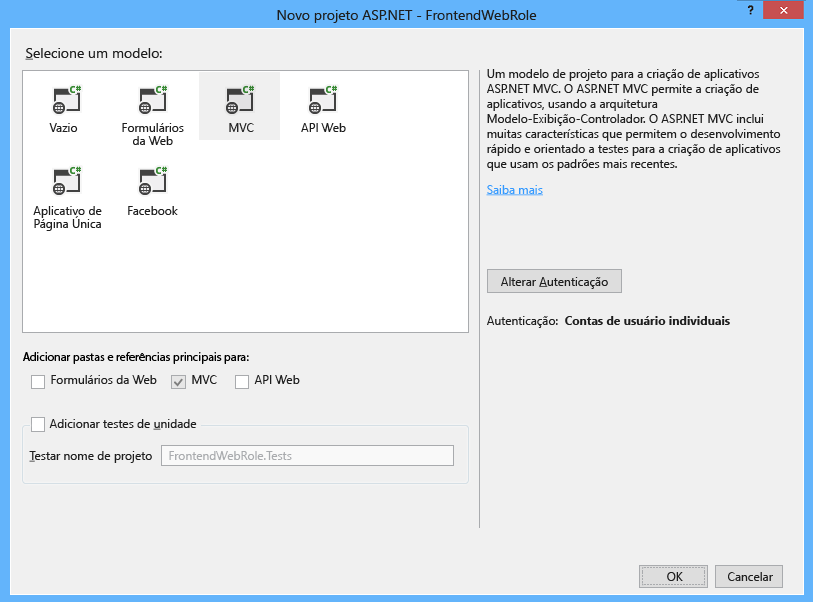 Novo projeto ASP.NET - FrontendWebRole
?
×
Selecione um modelo:
C#
C#
C#
C#
Vazio
Formulários
da Web
MVC
API Web
C#
C#
Aplicativo de
Página Única
Facebook
Um modelo de projeto para a criação de aplicativos
ASP.NET MVC. O ASP.NET MVC permite a criação de
aplicativos, usando a arquitetura
Modelo-Exibição-Controlador. O ASP.NET MVC inclui
muitas características que permitem o desenvolvimento
rápido e orientado a testes para a criação de aplicativos
que usam os padrões mais recentes.
Saiba mais
Alterar Autenticação
Autenticação: Contas de usuário individuais
Adicionar pastas e referências principais para:
Formulários da Web
MVC
API Web
Adicionar testes de unidade
Testar nome de projeto
FrontendWebRole.Tests
OK
Cancelar